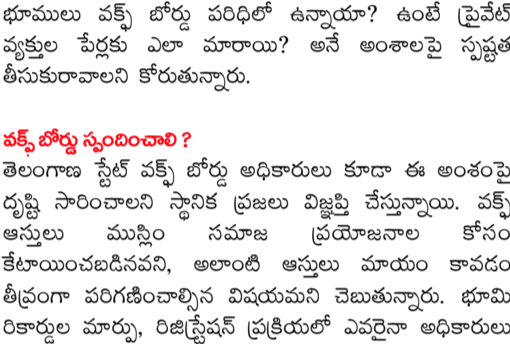 భూములు వక్ఫ్ బోర్డు పరిధిలో ఉన్నాయా? ఉంటే ప్రైవేట్
వ్యక్తుల పేర్లకు ఎలా మారాయి? అనే అంశాలపై స్పష్టత
తీసుకురావాలని కోరుతున్నారు.
వక్ఫ్ బోర్డు స్పందించాలి ?
తెలంగాణ స్టేట్ వక్ఫ్ బోర్డు అధికారులు కూడా ఈ అంశంపై
దృష్టి సారించాలని స్థానిక ప్రజలు విజ్ఞప్తి చేస్తున్నాయి. వక్ఫ్
ఆస్తులు ముస్లిం సమాజ ప్రయోజనాల కోసం
కేటాయించబడినవని, అలాంటి ఆస్తులు మాయం కావడం
తీవ్రంగా పరిగణించాల్సిన విషయమని చెబుతున్నారు. భూమి
రికార్డుల మార్పు, రిజిస్ట్రేషన్ ప్రక్రియలో ఎవరైనా అధికారులు